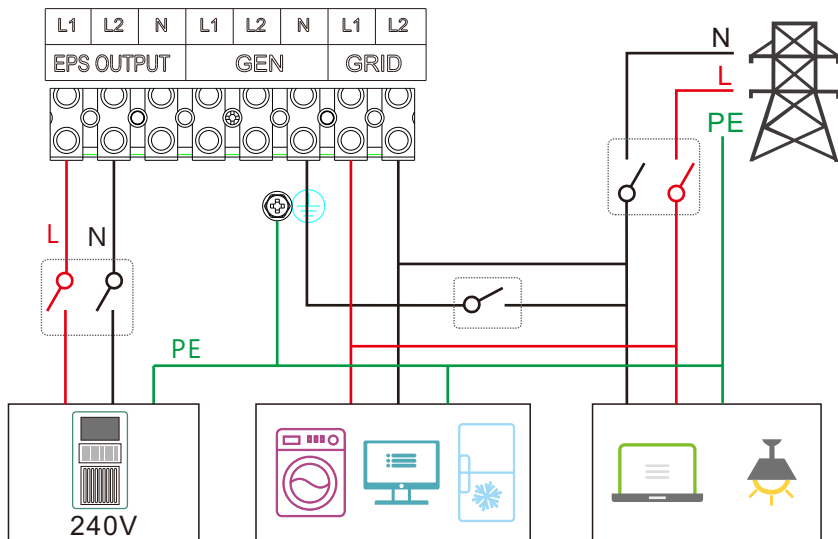 L1 L2 N L1 L2 N L1 L2
EPS OUTPUT GEN GRID
N
L
PE
L N
PE
240V